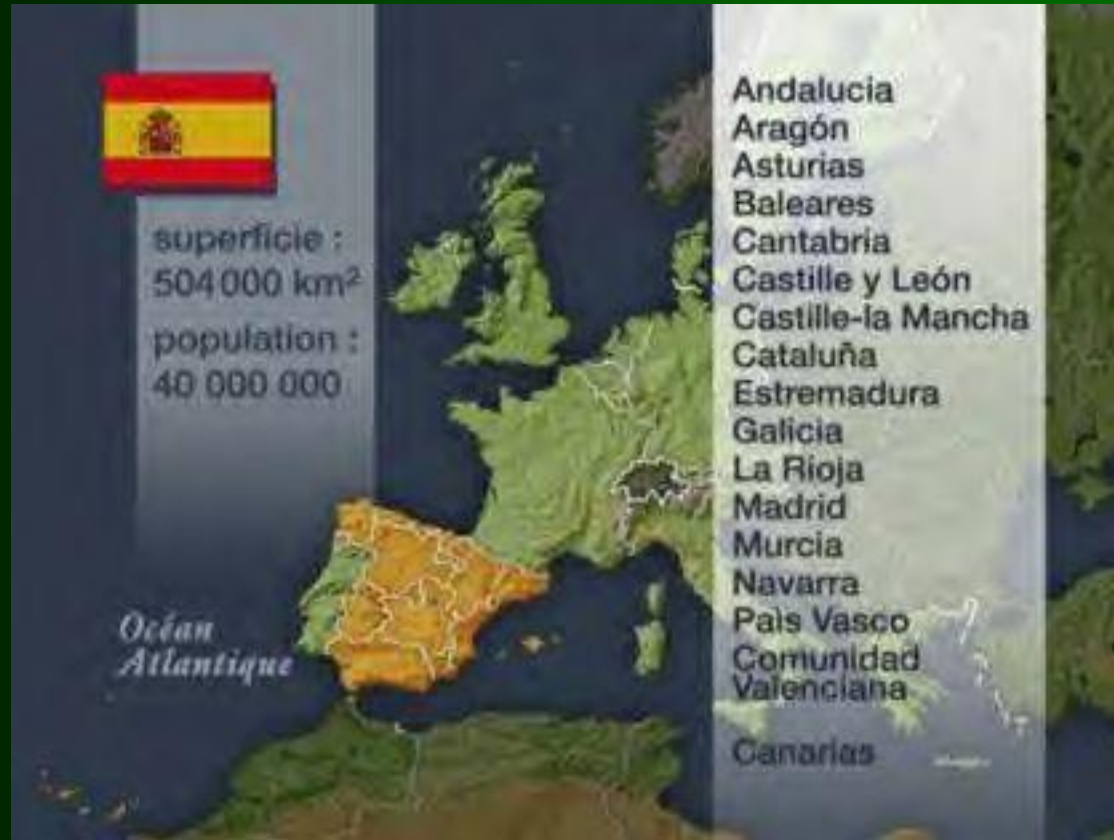 superficie :
504 000 km²
population :
40 000 000
Océan
Atlantique
Andalucia
Aragón
Asturias
Baleares
Cantabria
Castille y León
Castille-la Mancha
Cataluña
Estremadura
Galicia
La Rioja
Madrid
Murcia
Navarra
Païs Vasco
Comunidad
Valenciana
Canarias